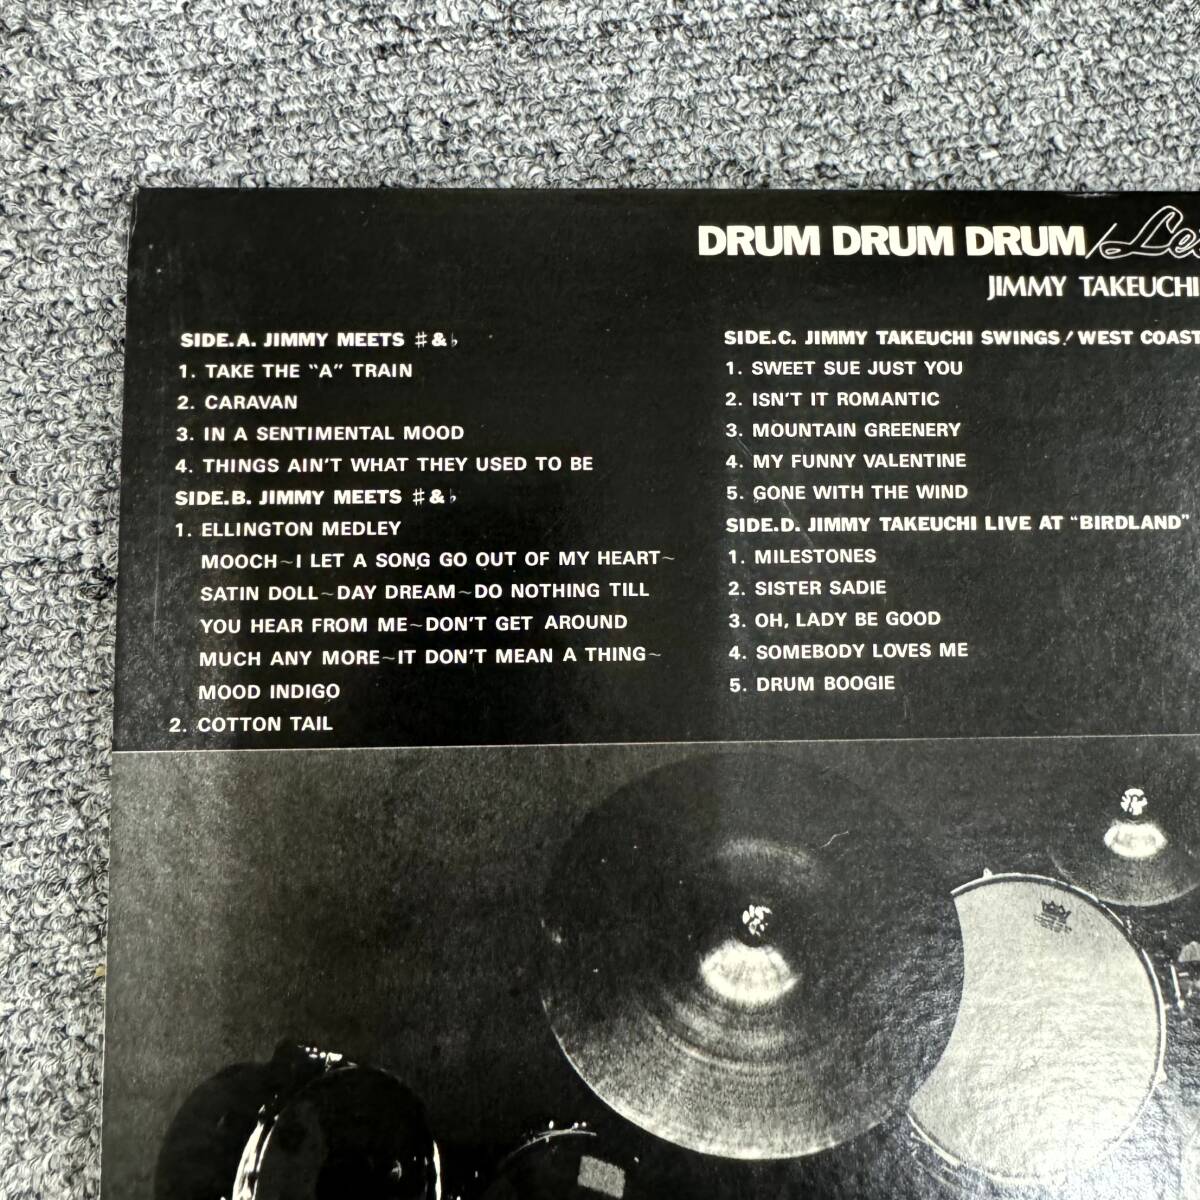 DRUM DRUM DRUM/Let
JIMMY TAKEUCHI
SIDE.A. JIMMY MEETS ♯&♭
1. TAKE THE "A" TRAIN
2. CARAVAN
3. IN A SENTIMENTAL MOOD
4. THINGS AIN'T WHAT THEY USED TO BE
SIDE.B. JIMMY MEETS ♯&♭
1. ELLINGTON MEDLEY
MOOCH~I LET A SONG GO OUT OF MY HEART~
SATIN DOLL~DAY DREAM~DO NOTHING TILL
YOU HEAR FROM ME~DON'T GET AROUND
MUCH ANY MORE~IT DON'T MEAN A THING~
MOOD INDIGO
2. COTTON TAIL
SIDE.C. JIMMY TAKEUCHI SWINGS/WEST COAST
1. SWEET SUE JUST YOU
2. ISN'T IT ROMANTIC
3. MOUNTAIN GREENERY
4. MY FUNNY VALENTINE
5. GONE WITH THE WIND
SIDE.D. JIMMY TAKEUCHI LIVE AT "BIRDLAND"
1. MILESTONES
2. SISTER SADIE
3. OH, LADY BE GOOD
4. SOMEBODY LOVES ME
5. DRUM BOOGIE